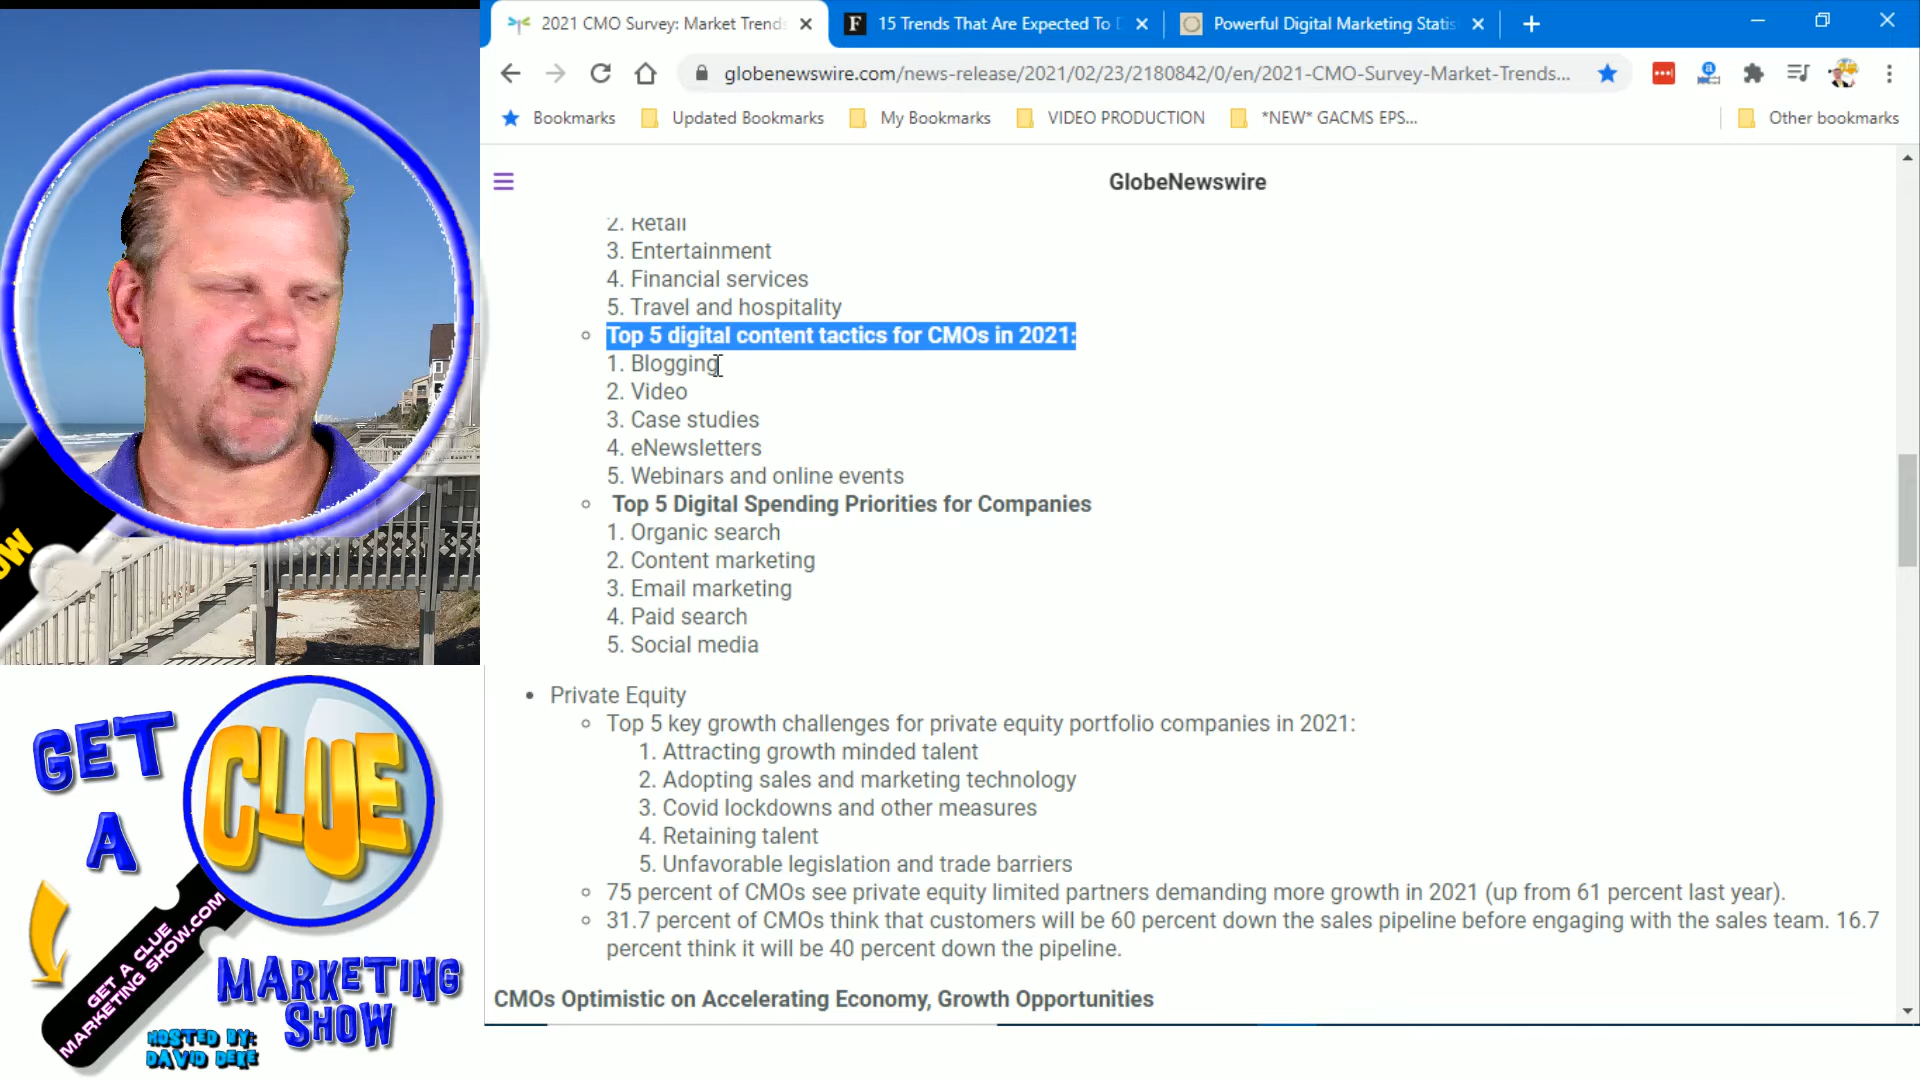 2021 CMO Survey: Market Trends
15 Trends That Are Expected To D
Powerful Digital Marketing Statis
globenewswire.com/news-release/2021/02/23/2180842/0/en/2021-CMO-Survey-Market-Trends...
Bookmarks
Updated Bookmarks
My Bookmarks
VIDEO PRODUCTION
*NEW* GACMS EPS...
Other bookmarks
GlobeNewswire
2. Retail
3. Entertainment
4. Financial services
5. Travel and hospitality
Top 5 digital content tactics for CMOs in 2021:
1. Blogging
2. Video
3. Case studies
4. eNewsletters
5. Webinars and online events
Top 5 Digital Spending Priorities for Companies
1. Organic search
2. Content marketing
3. Email marketing
4. Paid search
5. Social media
Private Equity
Top 5 key growth challenges for private equity portfolio companies in 2021:
1. Attracting growth minded talent
2. Adopting sales and marketing technology
3. Covid lockdowns and other measures
4. Retaining talent
5. Unfavorable legislation and trade barriers
75 percent of CMOs see private equity limited partners demanding more growth in 2021 (up from 61 percent last year).
31.7 percent of CMOs think that customers will be 60 percent down the sales pipeline before engaging with the sales team. 16.7
percent think it will be 40 percent down the pipeline.
CMOs Optimistic on Accelerating Economy, Growth Opportunities
OW
GET
A
CLUE
GET A CLUE
MARKETING SHOW.COM
MARKETING
SHOW
HOSTED BY:
DAVID DEKE